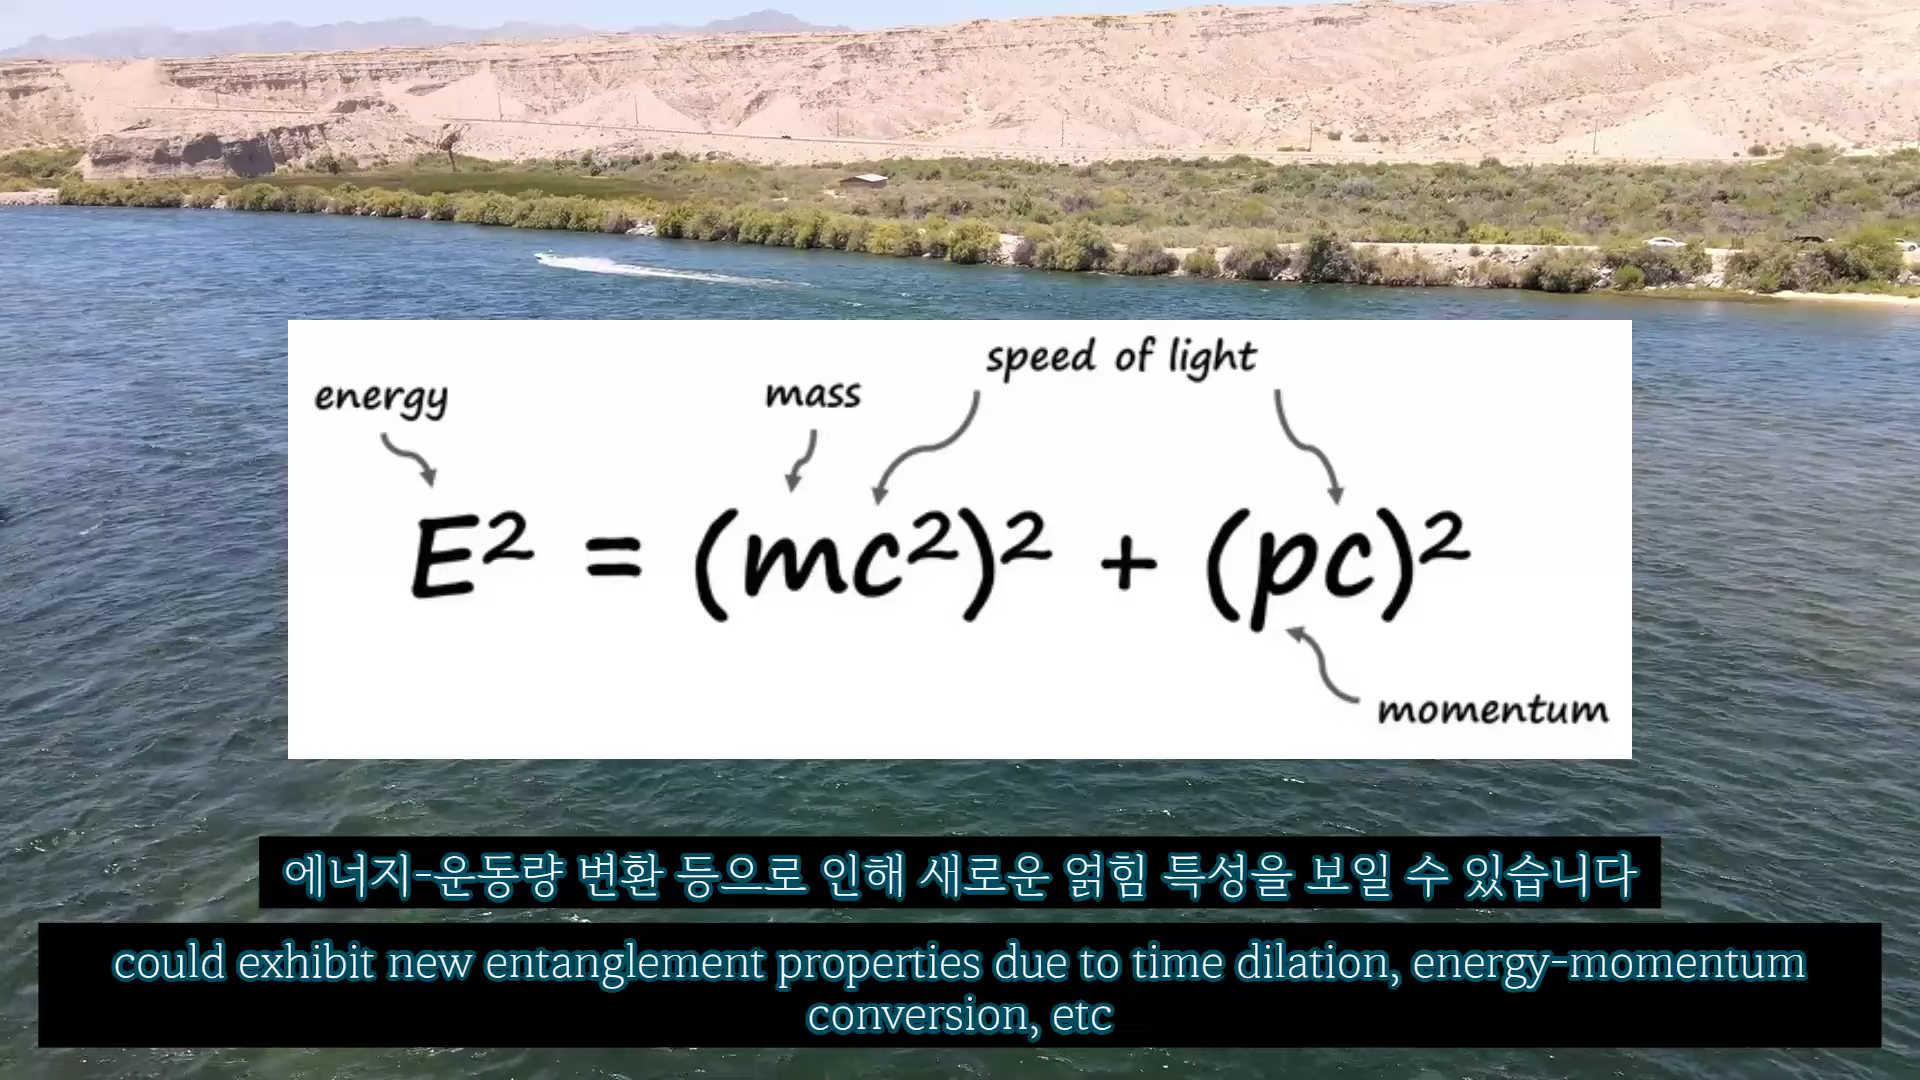 speed of light
energy
mass
E² = (mc²)² + (pc)²
momentum
에너지-운동량 변환 등으로 인해 새로운 얽힘 특성을 보일 수 있습니다
could exhibit new entanglement properties due to time dilation, energy-momentum
conversion, etc